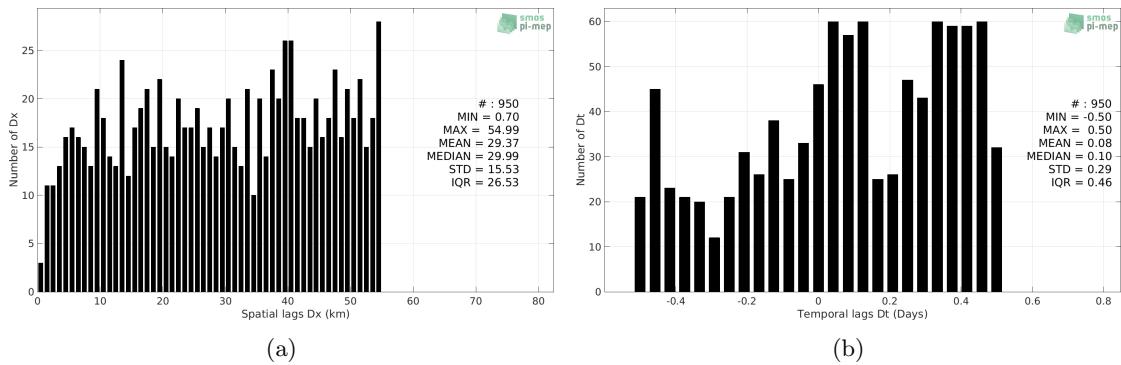 smos
pi-mep
25
20
15
10
5
0
Number of Dx
# : 950
MIN = 0.70
MAX = 54.99
MEAN = 29.37
MEDIAN = 29.99
STD = 15.53
IQR = 26.53
0 10 20 30 40 50 60 70 80
Spatial lags Dx (km)
(a)
smos
pi-mep
60
50
40
30
20
10
0
Number of Dt
# : 950
MIN = -0.50
MAX = 0.50
MEAN = 0.08
MEDIAN = 0.10
STD = 0.29
IQR = 0.46
-0.4 -0.2 0 0.2 0.4 0.6 0.8
Temporal lags Dt (Days)
(b)